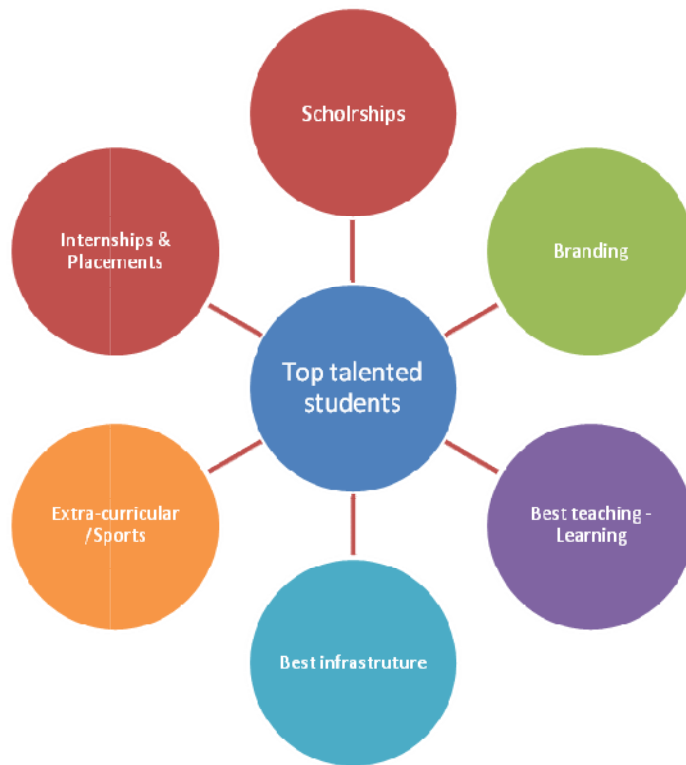 Scholrships
Internships &
Placements
Branding
Top talented
students
Extra-curricular
/Sports
Best teaching -
Learning
Best infrastruture